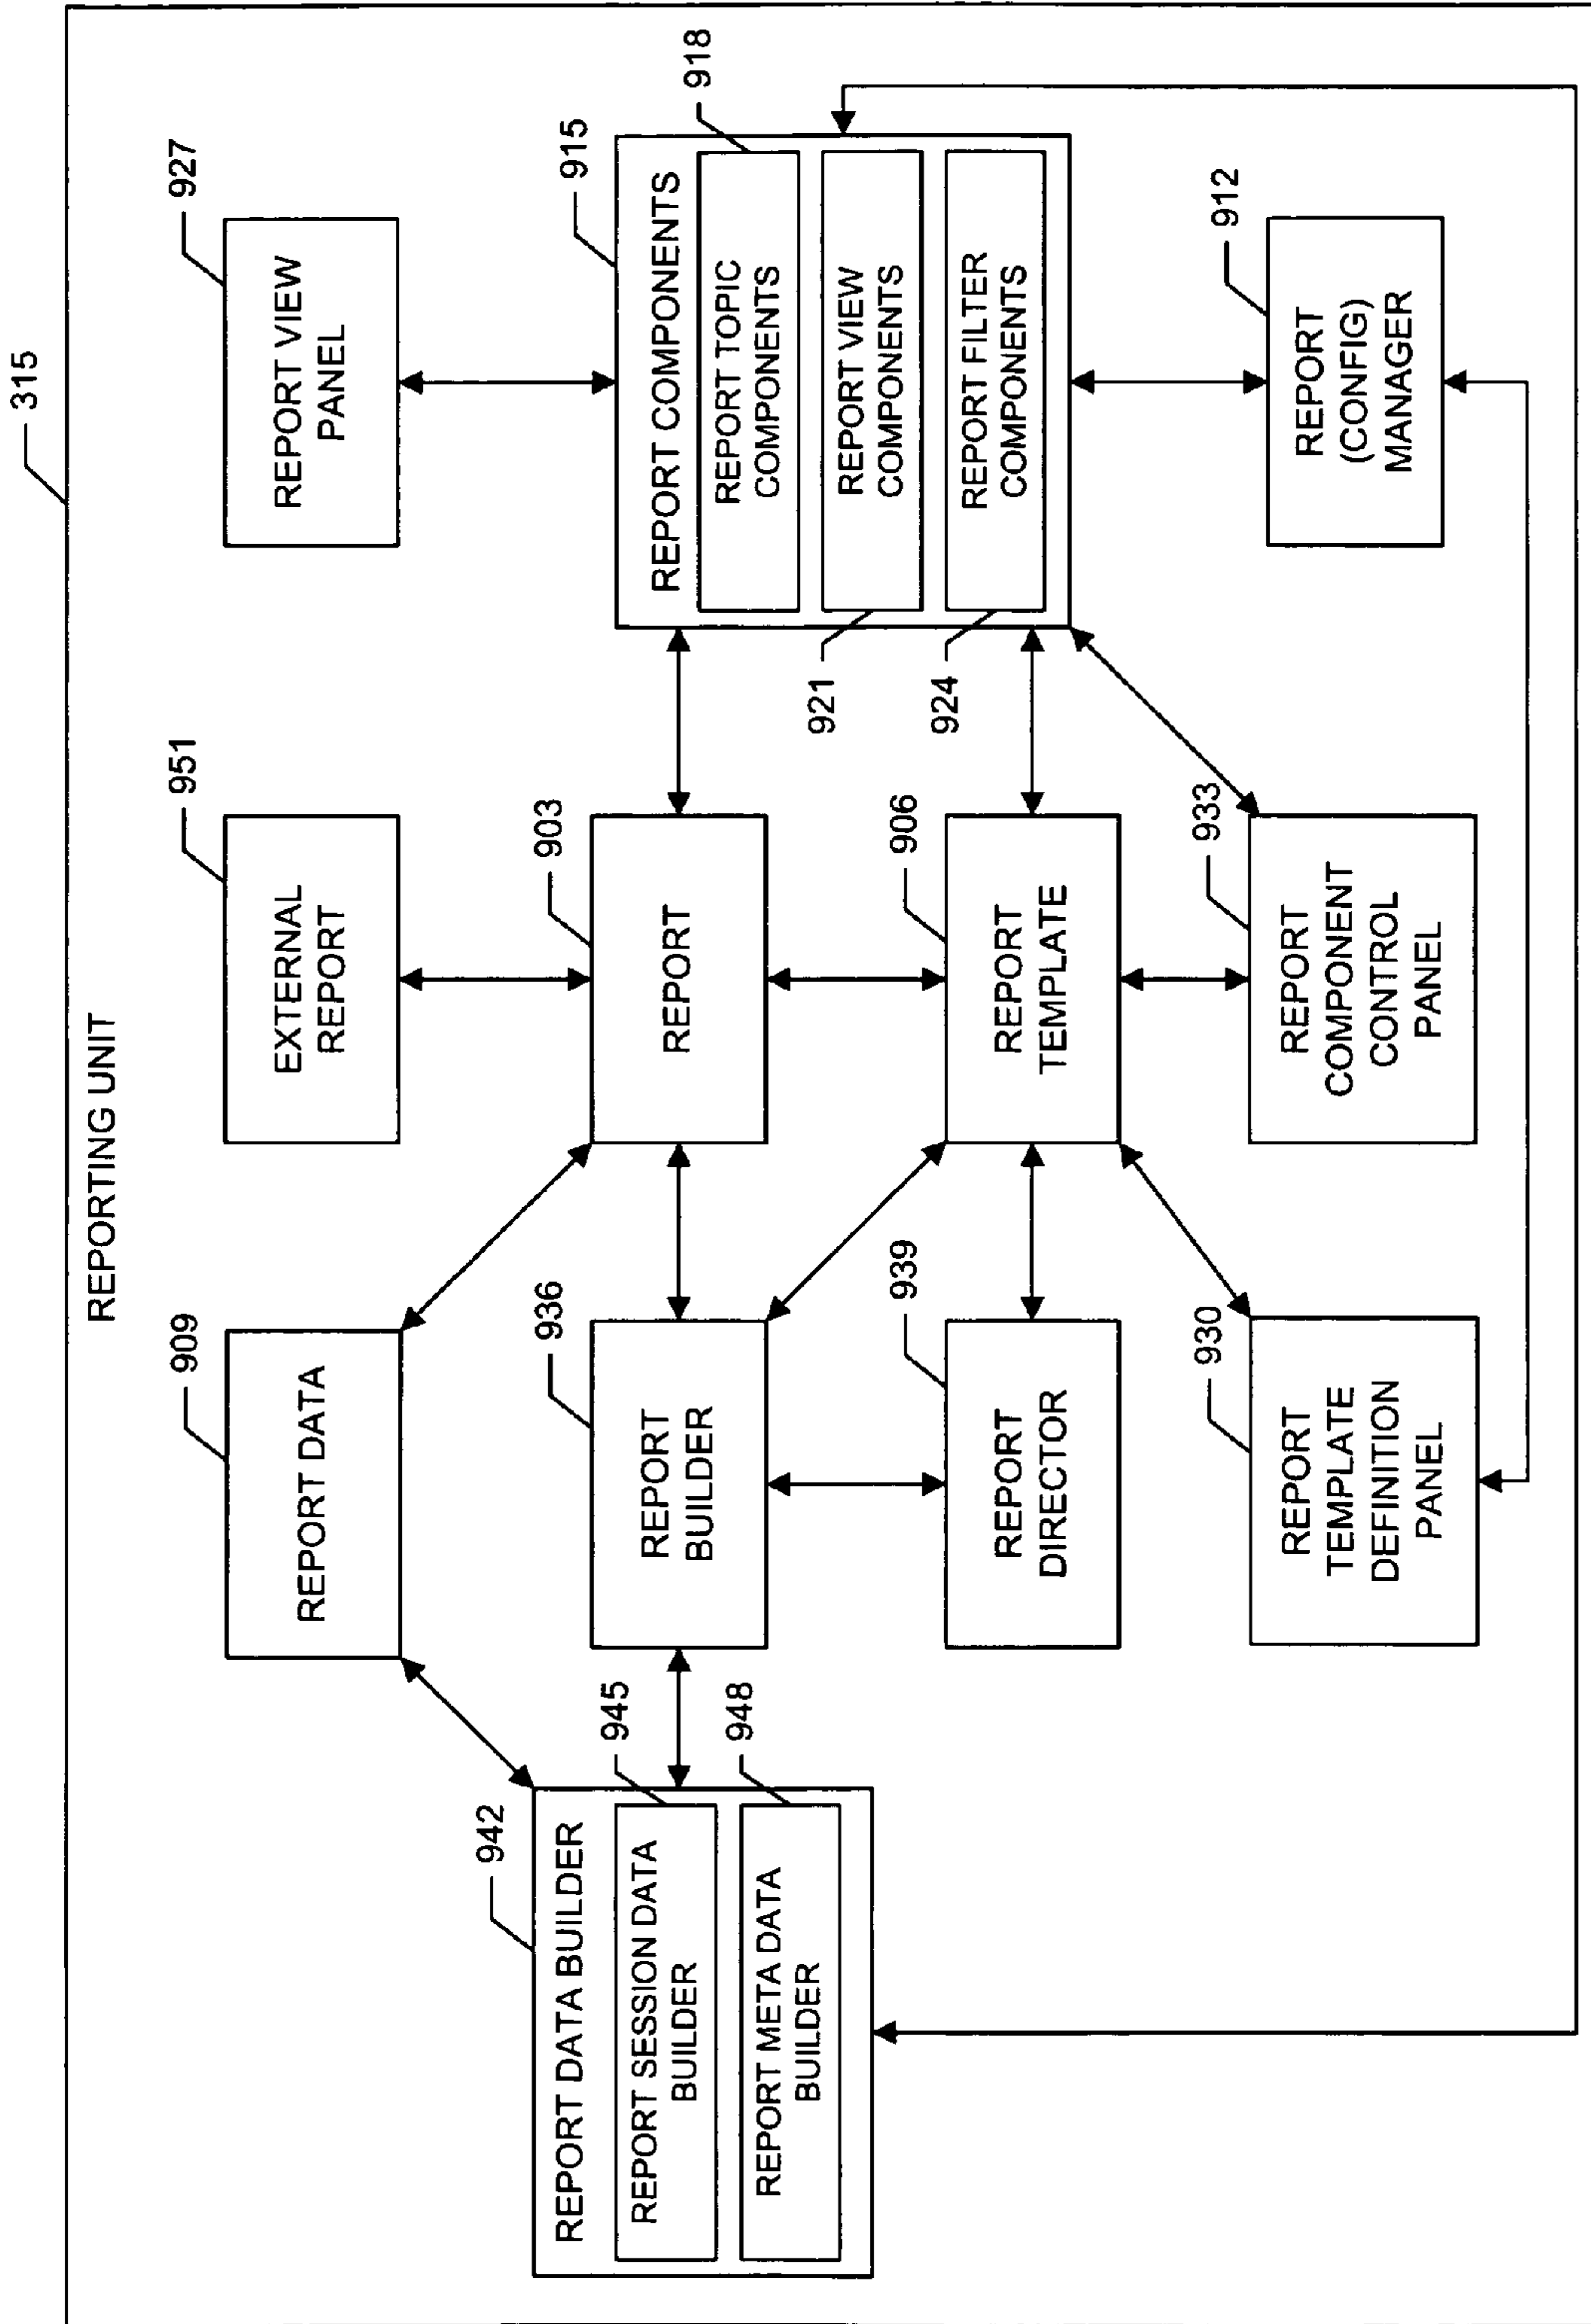 315
REPORTING UNIT
909
REPORT DATA
951
EXTERNAL
REPORT
927
REPORT VIEW
PANEL
942
REPORT DATA BUILDER
945
REPORT SESSION DATA
BUILDER
948
REPORT META DATA
BUILDER
936
REPORT
BUILDER
903
REPORT
915
REPORT COMPONENTS
918
REPORT TOPIC
COMPONENTS
921
REPORT VIEW
COMPONENTS
924
REPORT FILTER
COMPONENTS
939
REPORT
DIRECTOR
906
REPORT
TEMPLATE
930
REPORT
TEMPLATE
DEFINITION
PANEL
933
REPORT
COMPONENT
CONTROL
PANEL
912
REPORT
(CONFIG)
MANAGER